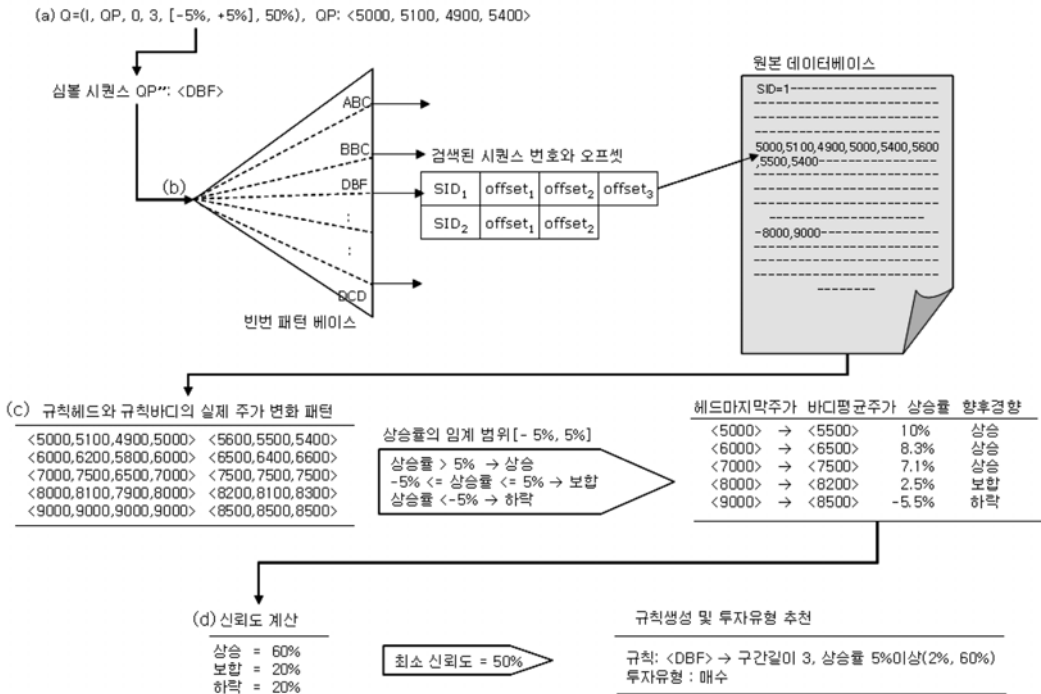 (a) Q=(I, QP, 0, 3, [-5%, +5%], 50%), QP: <5000, 5100, 4900, 5400>
심볼 시퀀스 QP": <DBF>
(b)
ABC
BBC
DBF
:
:
DCD
빈번 패턴 베이스
검색된 시퀀스 번호와 오프셋
SID1 offset1 offset2 offset3
SID2 offset1 offset2
원본 데이터베이스
SID=1
5000,5100,4900,5000,5400,5600
,5500,5400
-8000,9000
(c) 규칙헤드와 규칙바디의 실제 주가 변화 패턴
<5000,5100,4900,5000> <5600,5500,5400>
<6000,6200,5800,6000> <6500,6400,6600>
<7000,7500,6500,7000> <7500,7500,7500>
<8000,8100,7900,8000> <8200,8100,8300>
<9000,9000,9000,9000> <8500,8500,8500>
상승률의 임계 범위[- 5%, 5%]
상승률 > 5% → 상승
-5% <= 상승률 <= 5% → 보합
상승률 <-5% → 하락
헤드마지막주가 바디평균주가 상승률 향후경향
<5000> → <5500> 10% 상승
<6000> → <6500> 8.3% 상승
<7000> → <7500> 7.1% 상승
<8000> → <8200> 2.5% 보합
<9000> → <8500> -5.5% 하락
(d) 신뢰도 계산
상승 = 60%
보합 = 20%
하락 = 20%
최소 신뢰도 = 50%
규칙생성 및 투자유형 추천
규칙: <DBF> → 구간길이 3, 상승률 5%이상(2%, 60%)
투자유형 : 매수